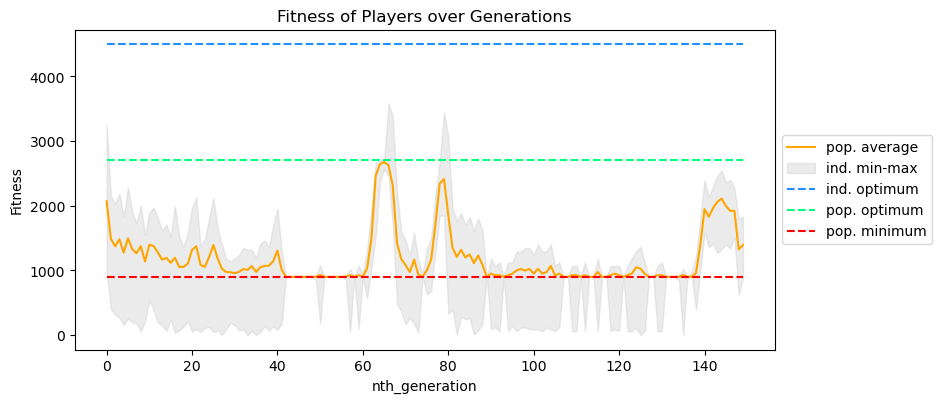 Fitness of Players over Generations
Fitness
4000
3000
2000
1000
0
0 20 40 60 80 100 120 140
nth_generation
pop. average
ind. min-max
ind. optimum
pop. optimum
pop. minimum